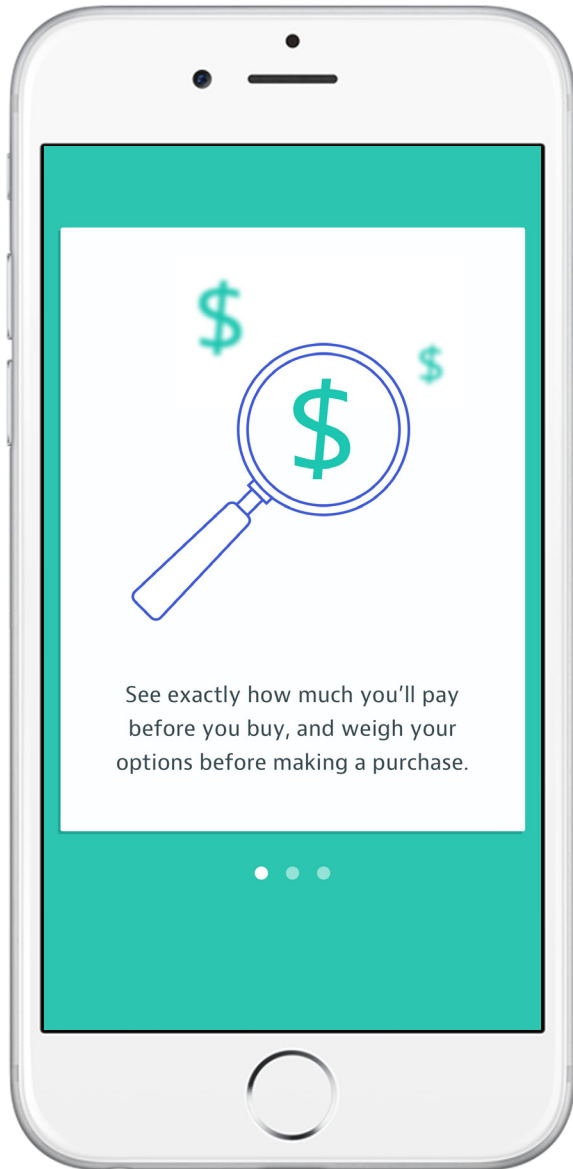 $
$
$
See exactly how much you’ll pay
before you buy, and weigh your
options before making a purchase.